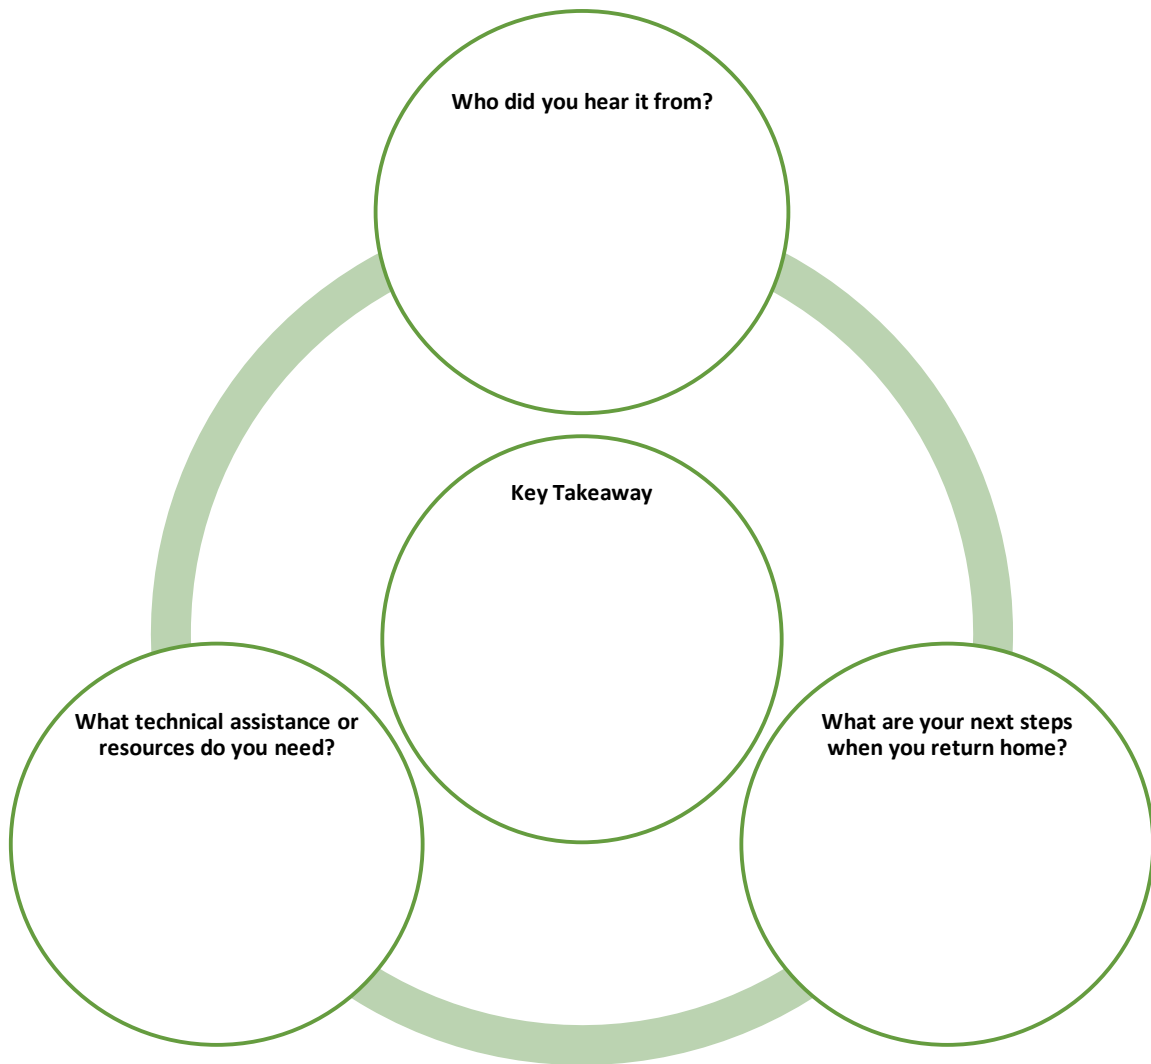 Who did you hear it from?
Key Takeaway
What technical assistance or
resources do you need?
What are your next steps
when you return home?